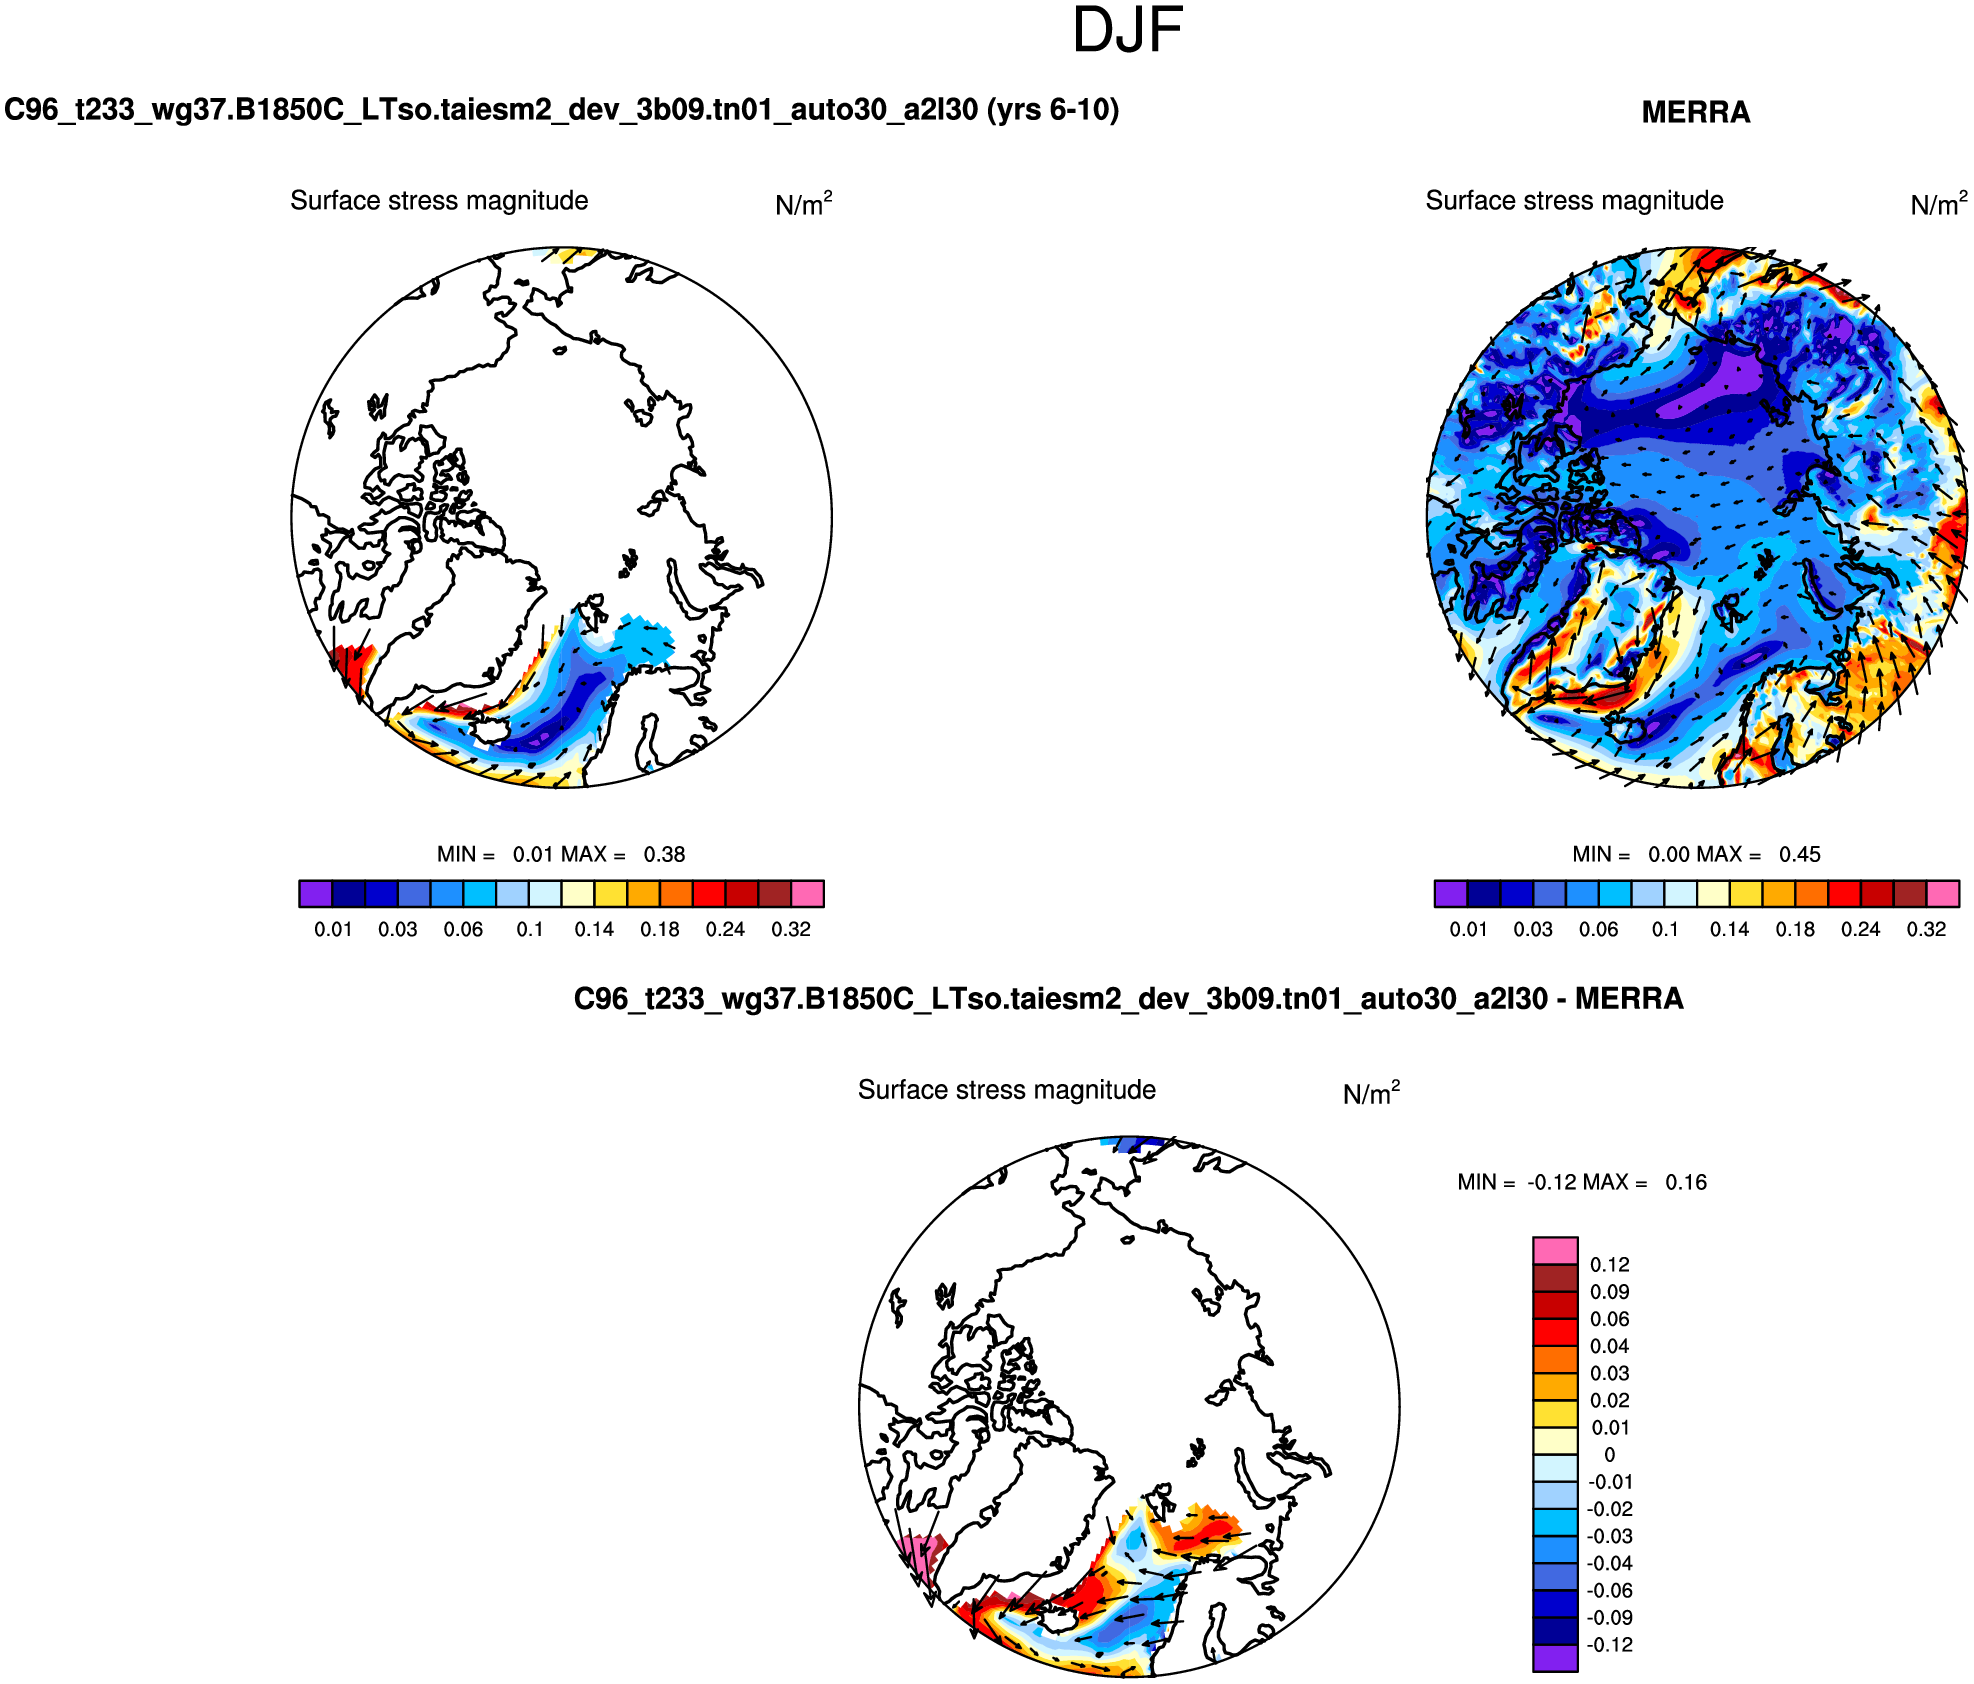 DJF
C96_t233_wg37.B1850C_LTso.taiesm2_dev_3b09.tn01_auto30_a2l30 (yrs 6-10)
MERRA
Surface stress magnitude N/m²
Surface stress magnitude N/m²
MIN = 0.01 MAX = 0.38
MIN = 0.00 MAX = 0.45
0.01 0.03 0.06 0.1 0.14 0.18 0.24 0.32
0.01 0.03 0.06 0.1 0.14 0.18 0.24 0.32
C96_t233_wg37.B1850C_LTso.taiesm2_dev_3b09.tn01_auto30_a2l30 - MERRA
Surface stress magnitude N/m²
MIN = -0.12 MAX = 0.16
0.12
0.09
0.06
0.04
0.03
0.02
0.01
0
-0.01
-0.02
-0.03
-0.04
-0.06
-0.09
-0.12